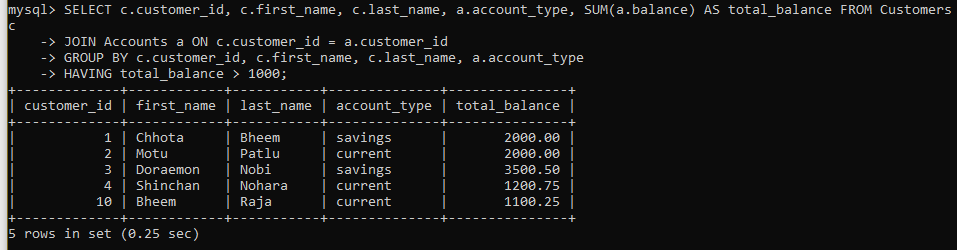 mysql> SELECT c.customer_id, c.first_name, c.last_name, a.account_type, SUM(a.balance) AS total_balance FROM Customers
c
    -> JOIN Accounts a ON c.customer_id = a.customer_id
    -> GROUP BY c.customer_id, c.first_name, c.last_name, a.account_type
    -> HAVING total_balance > 1000;
+-------------+------------+-----------+--------------+---------------+
| customer_id | first_name | last_name | account_type | total_balance |
+-------------+------------+-----------+--------------+---------------+
|           1 | Chhota     | Bheem     | savings      |       2000.00 |
|           2 | Motu       | Patlu     | current      |       2000.00 |
|           3 | Doraemon   | Nobi      | savings      |       3500.50 |
|           4 | Shinchan   | Nohara    | current      |       1200.75 |
|          10 | Bheem      | Raja      | current      |       1100.25 |
+-------------+------------+-----------+--------------+---------------+
5 rows in set (0.25 sec)